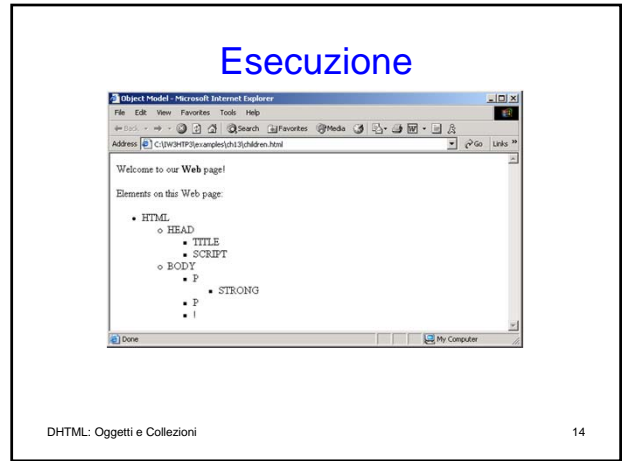 Esecuzione
Object Model - Microsoft Internet Explorer
File Edit View Favorites Tools Help
Back Search Favorites Media
Address C:\IW3HTP3\examples\ch13\children.html Go Links »
Welcome to our Web page!
Elements on this Web page:
HTML
HEAD
TITLE
SCRIPT
BODY
P
STRONG
P
!
Done My Computer
DHTML: Oggetti e Collezioni 14